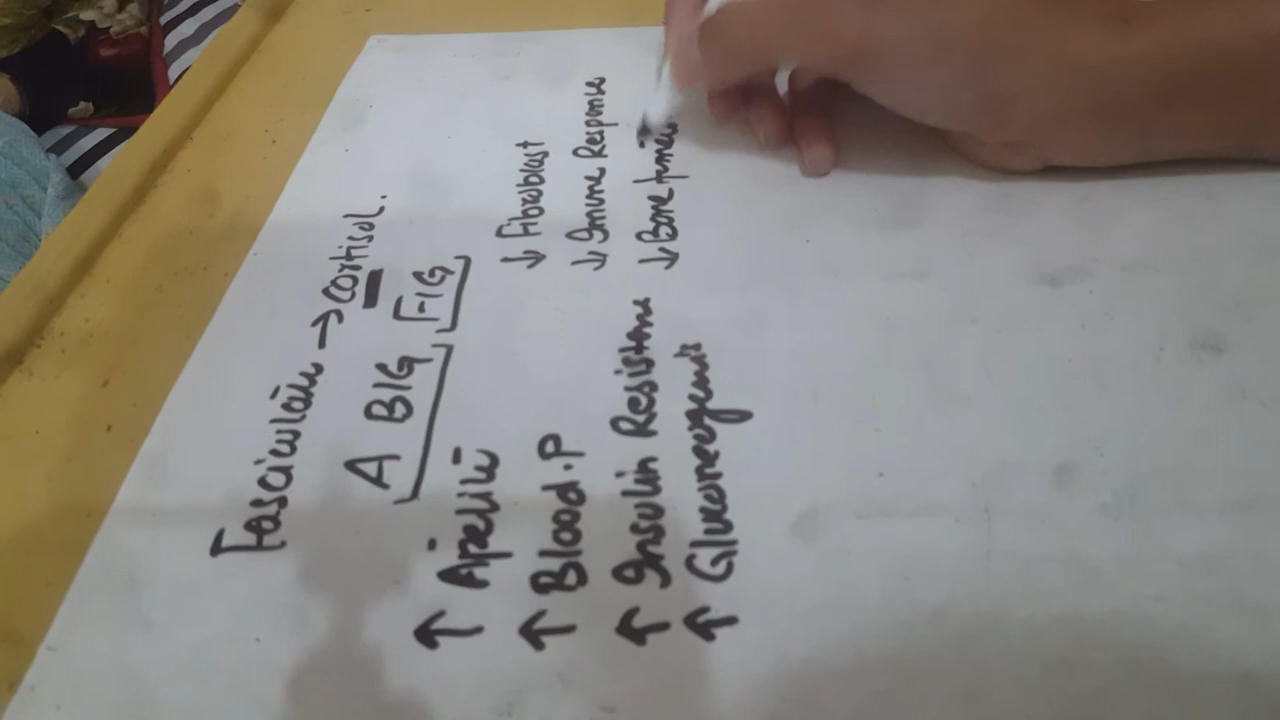 Fasciculata → cortisol.
A BIG FIG
↑ Apetite ↓ Fibroblast
↑ Blood.P ↓ Immune Response
↑ Insulin Resistance ↓ Bone
↑ Gluconeogenesis